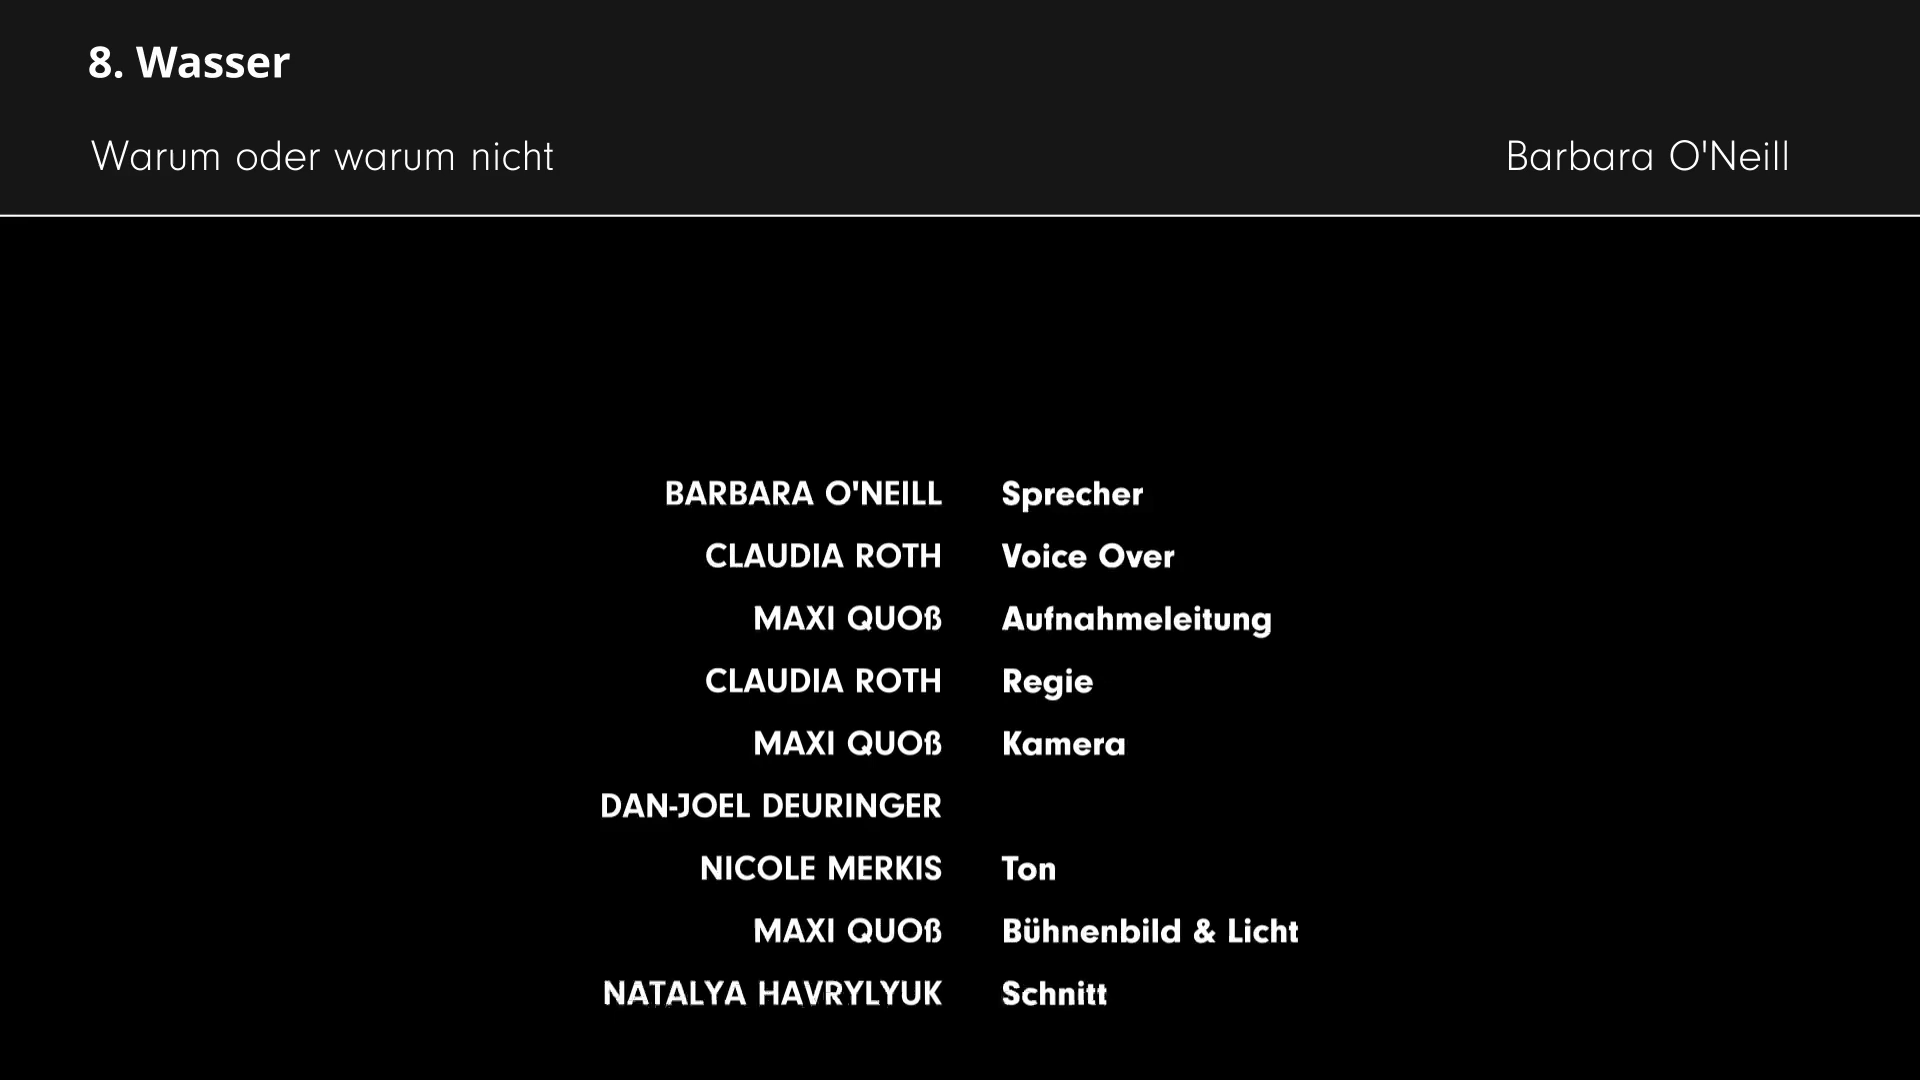 8. Wasser
Warum oder warum nicht Barbara O'Neill
BARBARA O'NEILL Sprecher
CLAUDIA ROTH Voice Over
MAXI QUOß Aufnahmeleitung
CLAUDIA ROTH Regie
MAXI QUOß Kamera
DAN-JOEL DEURINGER
NICOLE MERKIS Ton
MAXI QUOß Bühnenbild & Licht
NATALYA HAVRYLYUK Schnitt